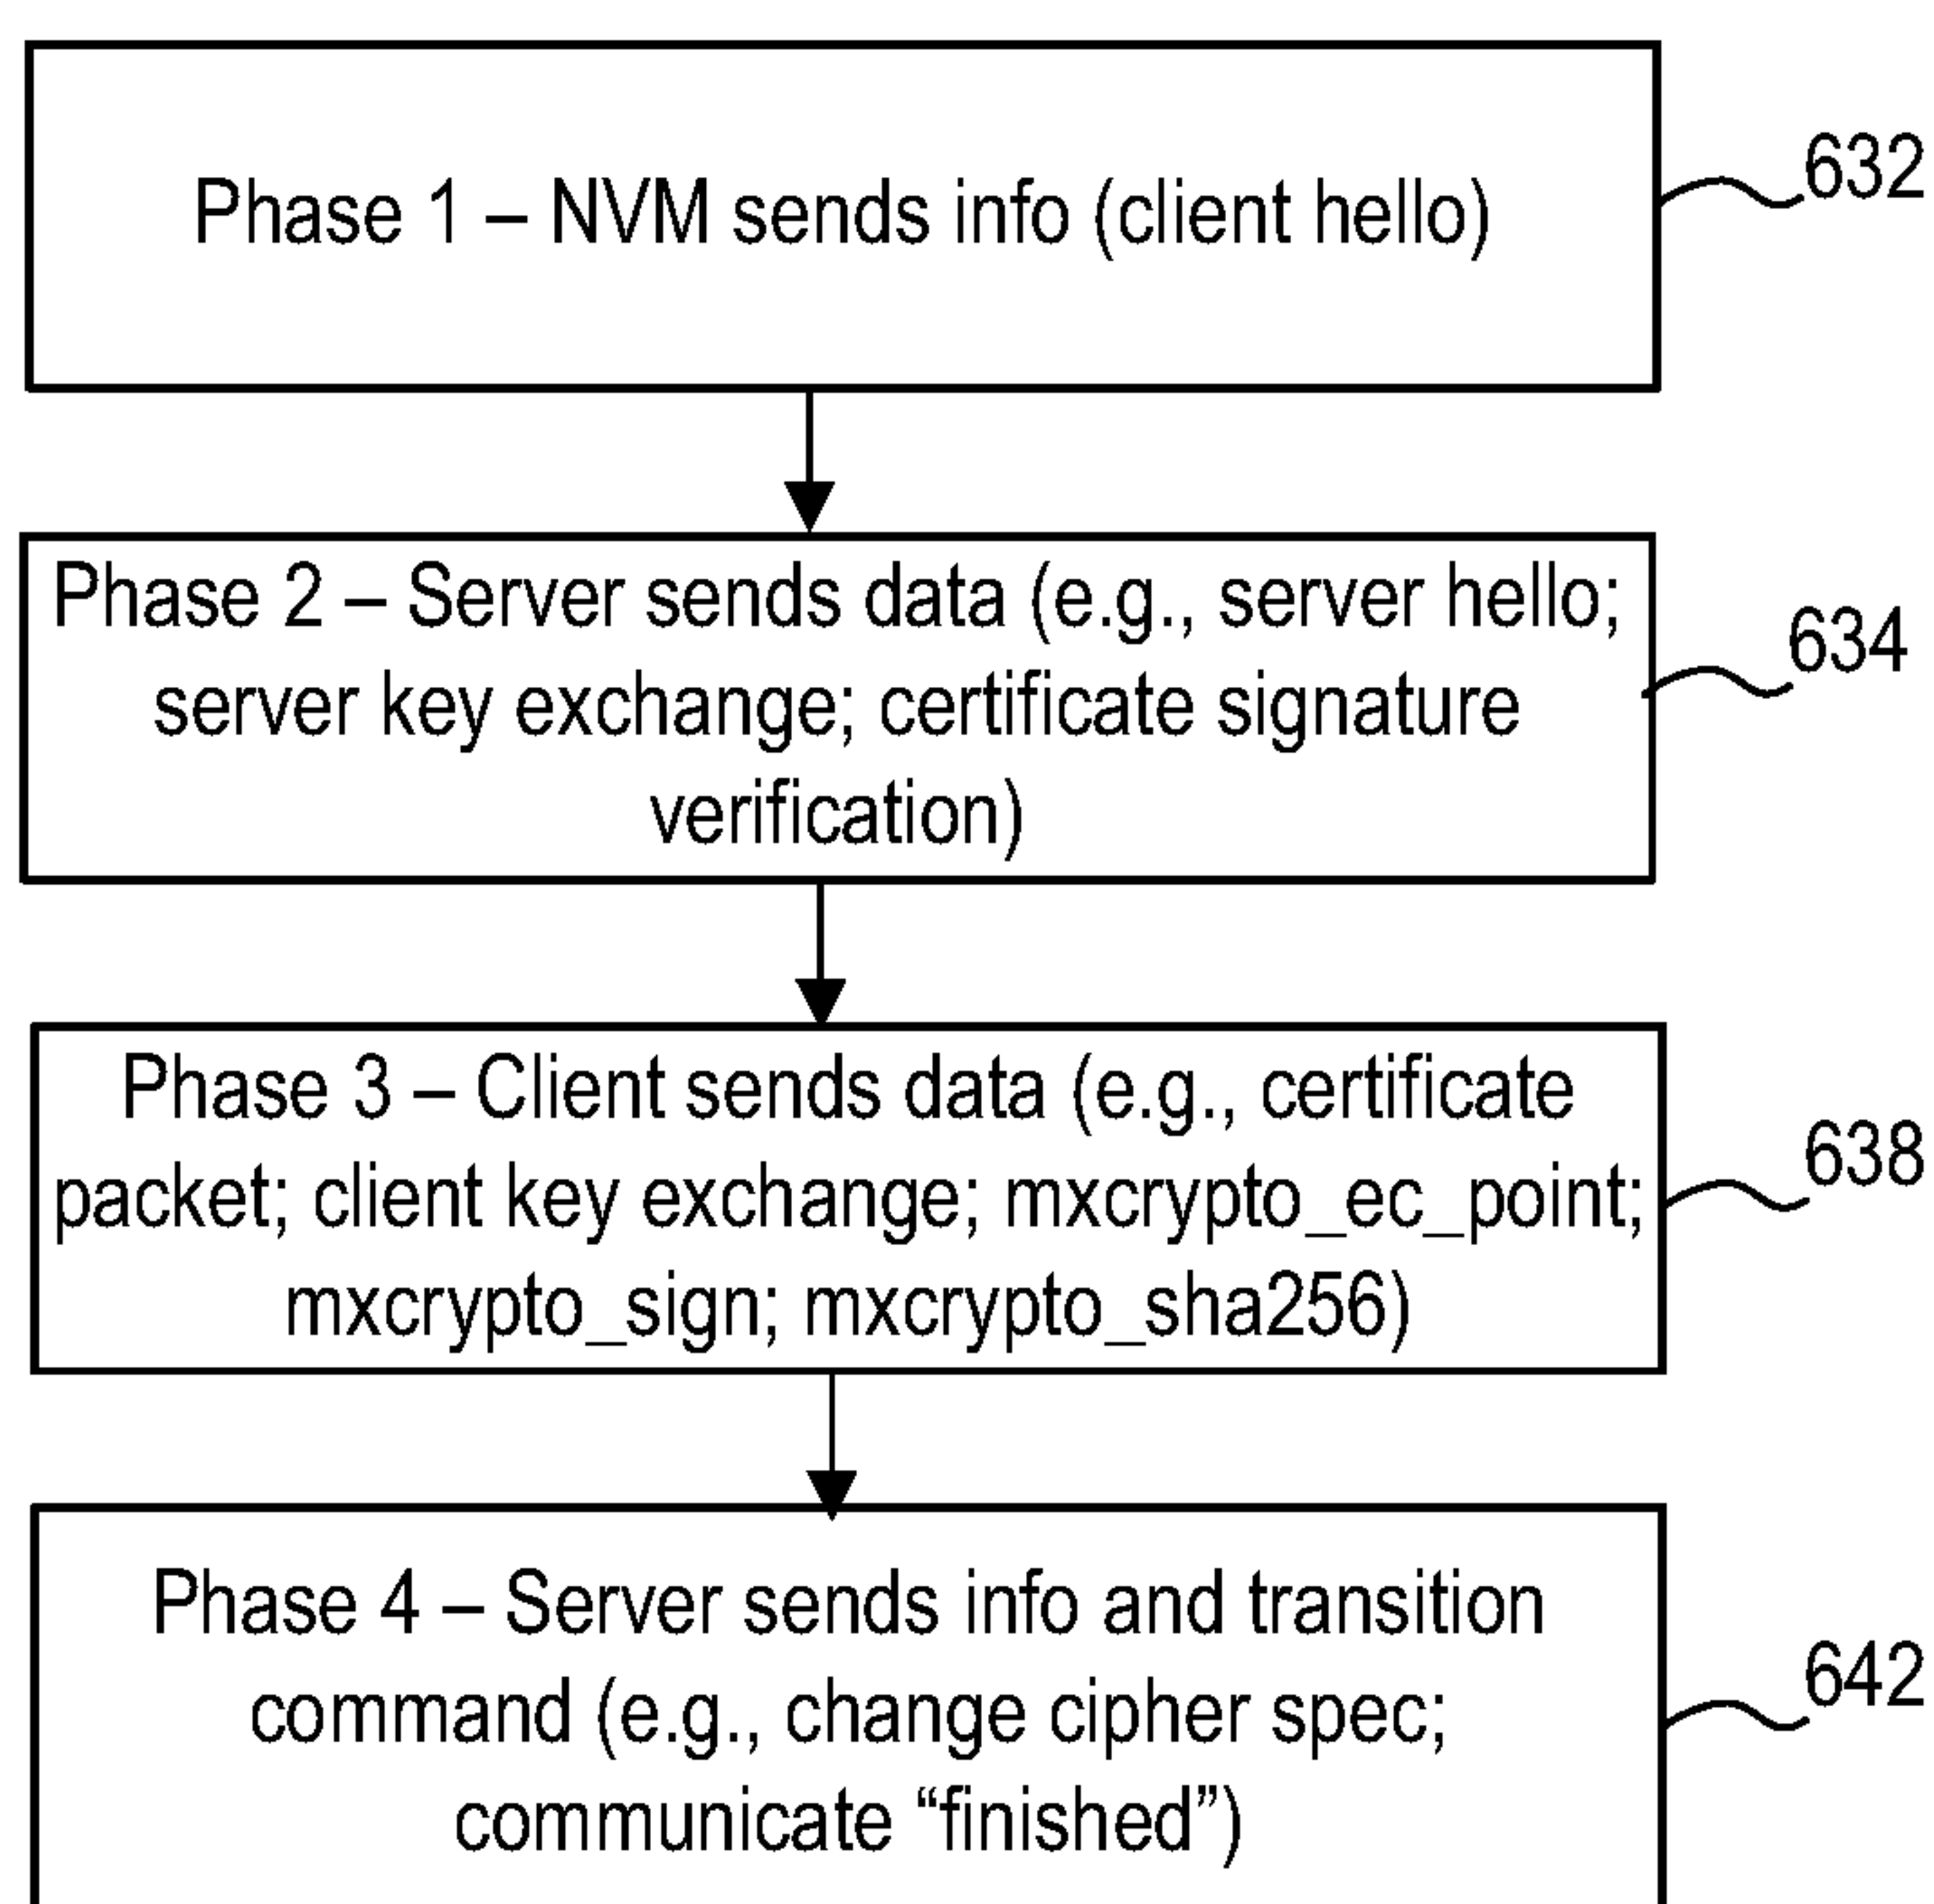 Phase 1 – NVM sends info (client hello)
632
Phase 2 – Server sends data (e.g., server hello;
server key exchange; certificate signature
verification)
634
Phase 3 – Client sends data (e.g., certificate
packet; client key exchange; mxcrypto_ec_point;
mxcrypto_sign; mxcrypto_sha256)
638
Phase 4 – Server sends info and transition
command (e.g., change cipher spec;
communicate “finished”)
642